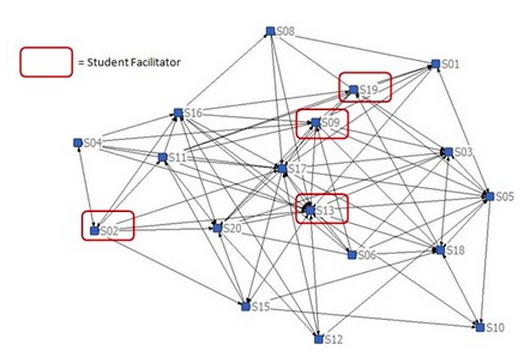 S08
= Student Facilitator
S01
S19
S16
S09
S04
S03
S11
S17
S05
S13
S02
S20
S06
S18
S15
S10
S12